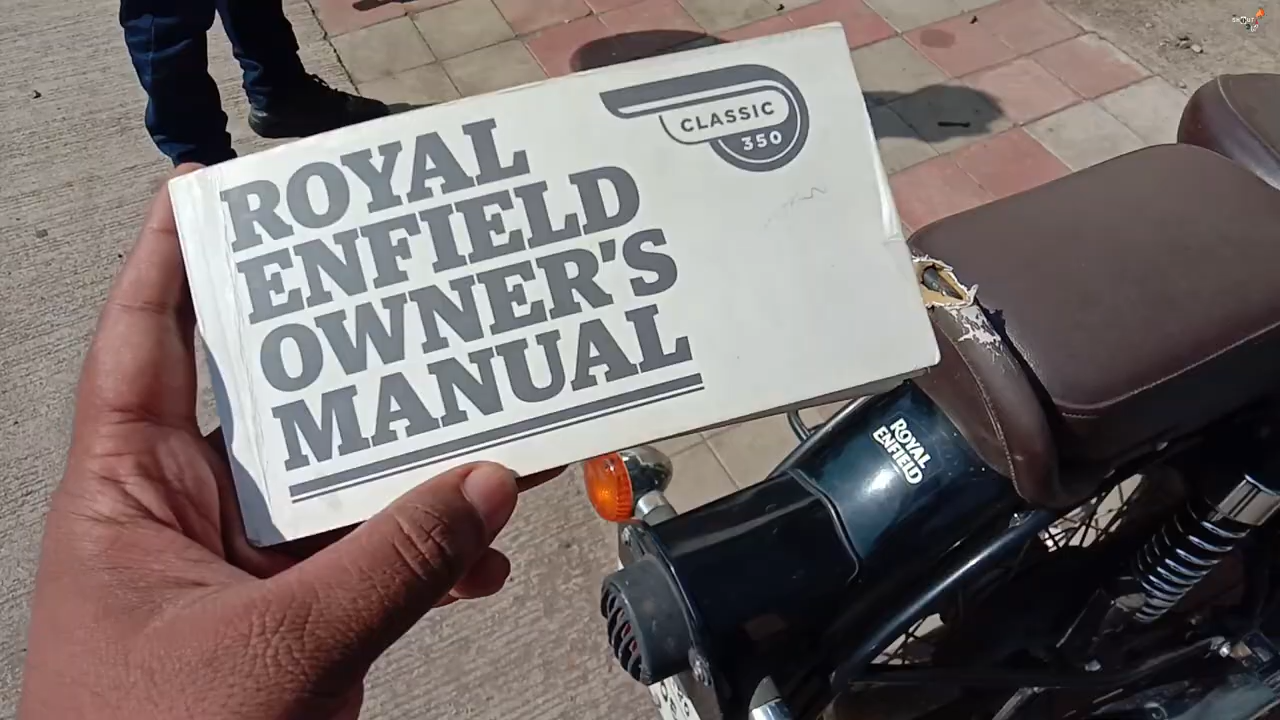 ROYAL
ENFIELD
OWNER'S
MANUAL
CLASSIC
350
ROYAL
ENFIELD